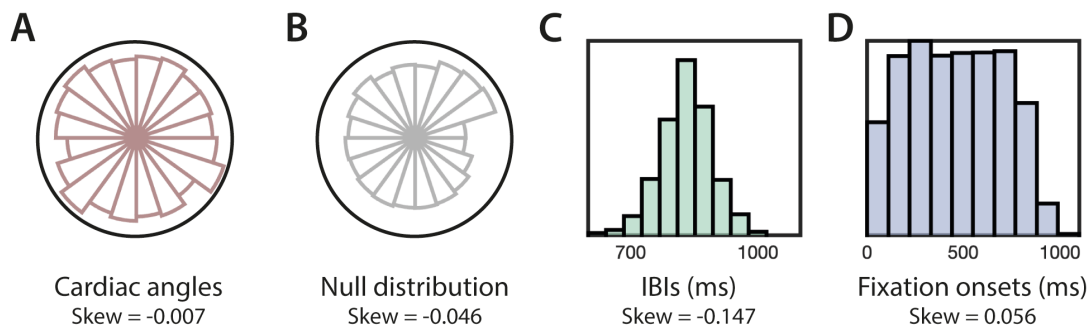 A
B
C
D
700
1000
0
500
1000
Cardiac angles
Skew = -0.007
Null distribution
Skew = -0.046
IBIs (ms)
Skew = -0.147
Fixation onsets (ms)
Skew = 0.056